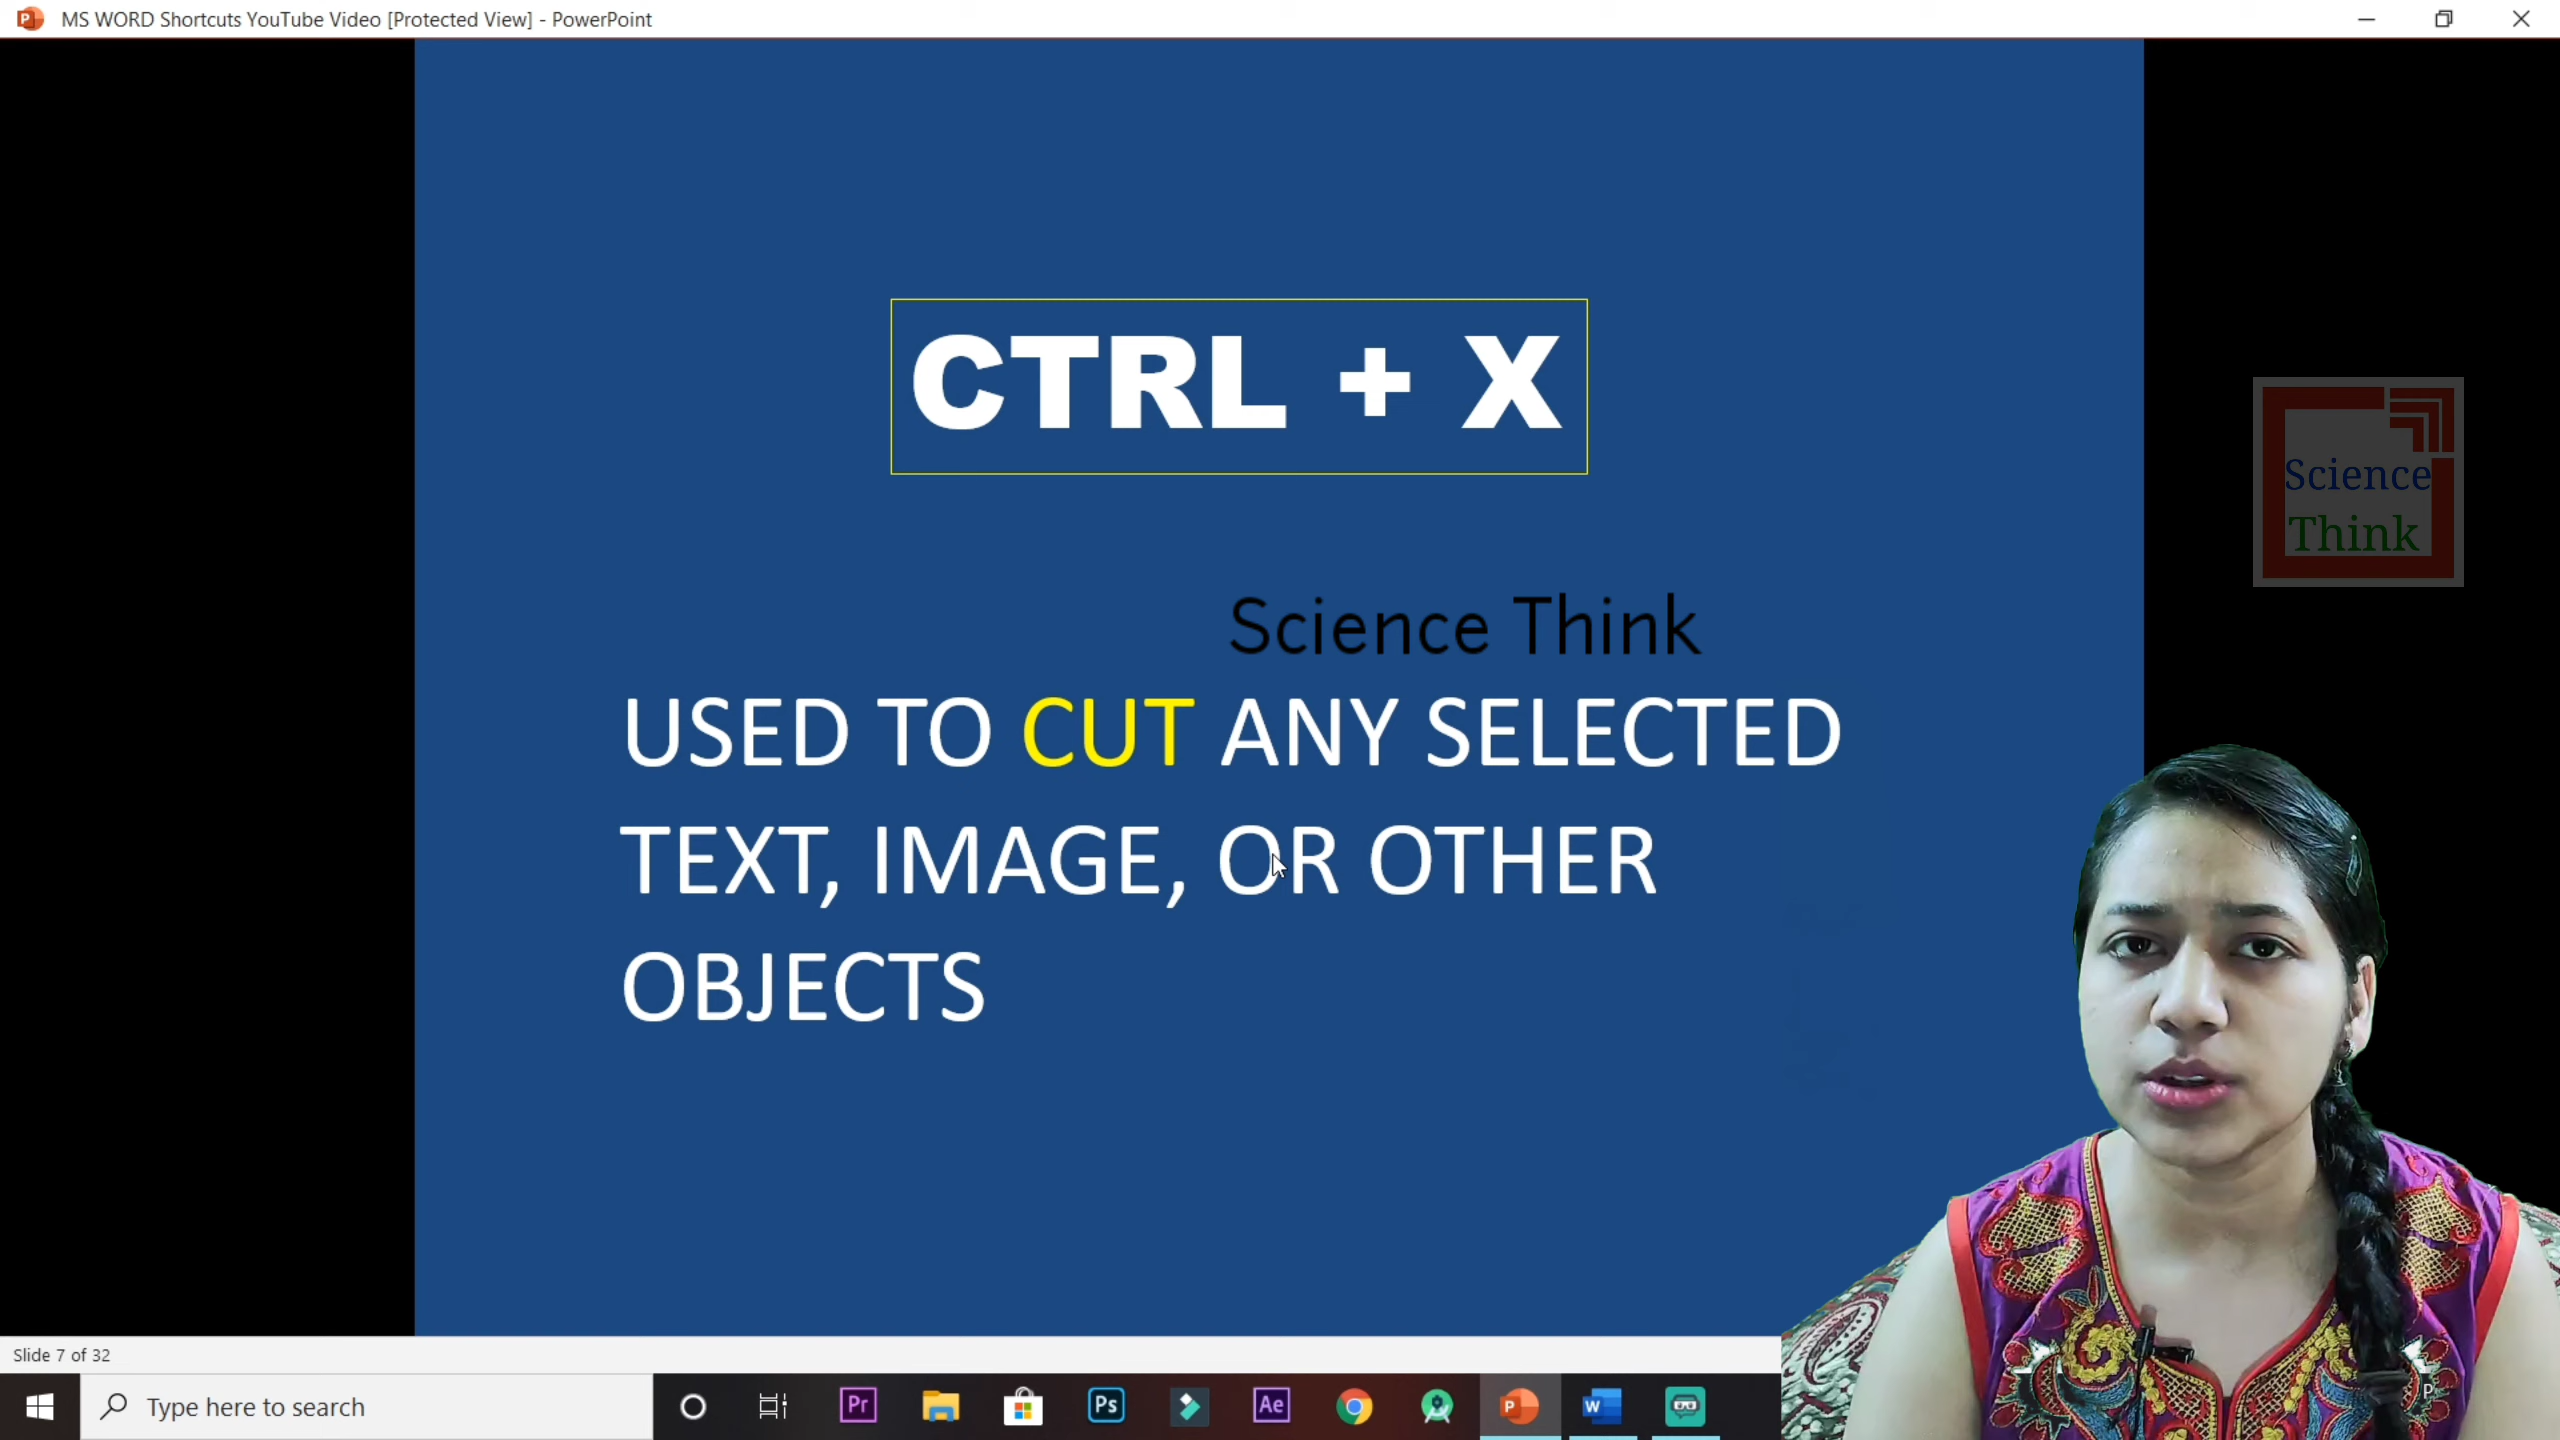 MS WORD Shortcuts YouTube Video [Protected View] - PowerPoint
CTRL + X
Science
Think
Science Think
USED TO CUT ANY SELECTED
TEXT, IMAGE, OR OTHER
OBJECTS
Slide 7 of 32
Type here to search
Pr
Ps
Ae
P
W
P